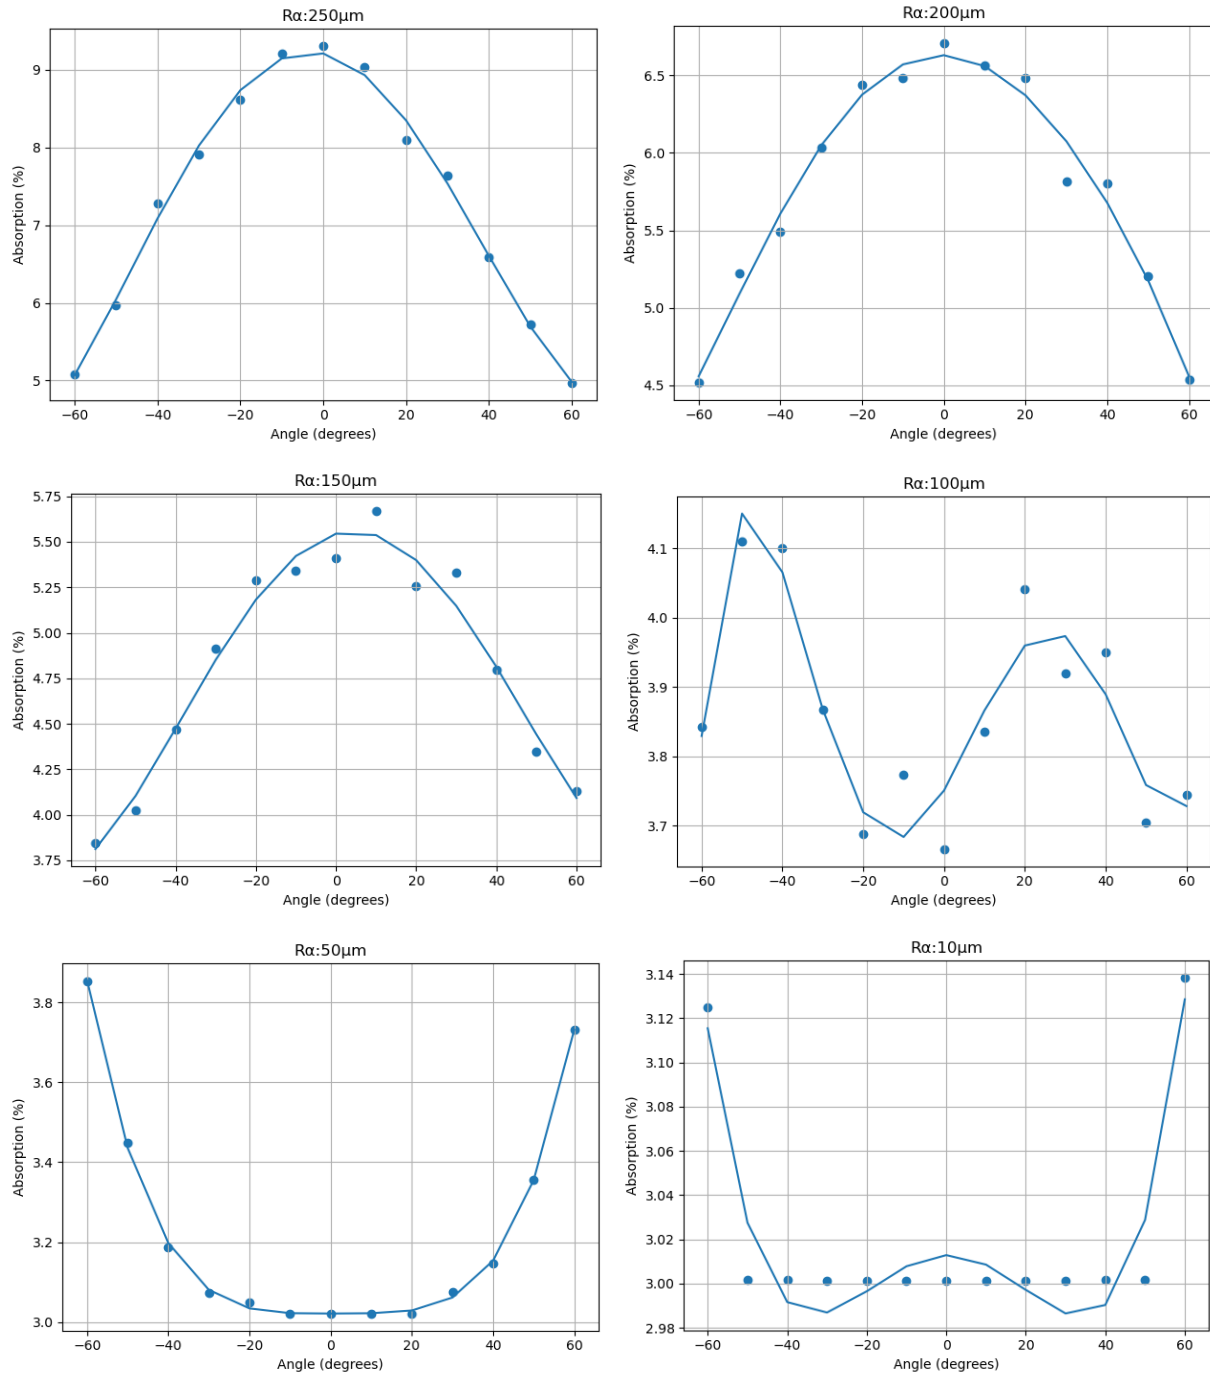 Rα:250μm
Absorption (%)
9
8
7
6
5
−60 −40 −20 0 20 40 60
Angle (degrees)
Rα:200μm
Absorption (%)
6.5
6.0
5.5
5.0
4.5
−60 −40 −20 0 20 40 60
Angle (degrees)
Rα:150μm
Absorption (%)
5.75
5.50
5.25
5.00
4.75
4.50
4.25
4.00
3.75
−60 −40 −20 0 20 40 60
Angle (degrees)
Rα:100μm
Absorption (%)
4.1
4.0
3.9
3.8
3.7
−60 −40 −20 0 20 40 60
Angle (degrees)
Rα:50μm
Absorption (%)
3.8
3.6
3.4
3.2
3.0
−60 −40 −20 0 20 40 60
Angle (degrees)
Rα:10μm
Absorption (%)
3.14
3.12
3.10
3.08
3.06
3.04
3.02
3.00
2.98
−60 −40 −20 0 20 40 60
Angle (degrees)